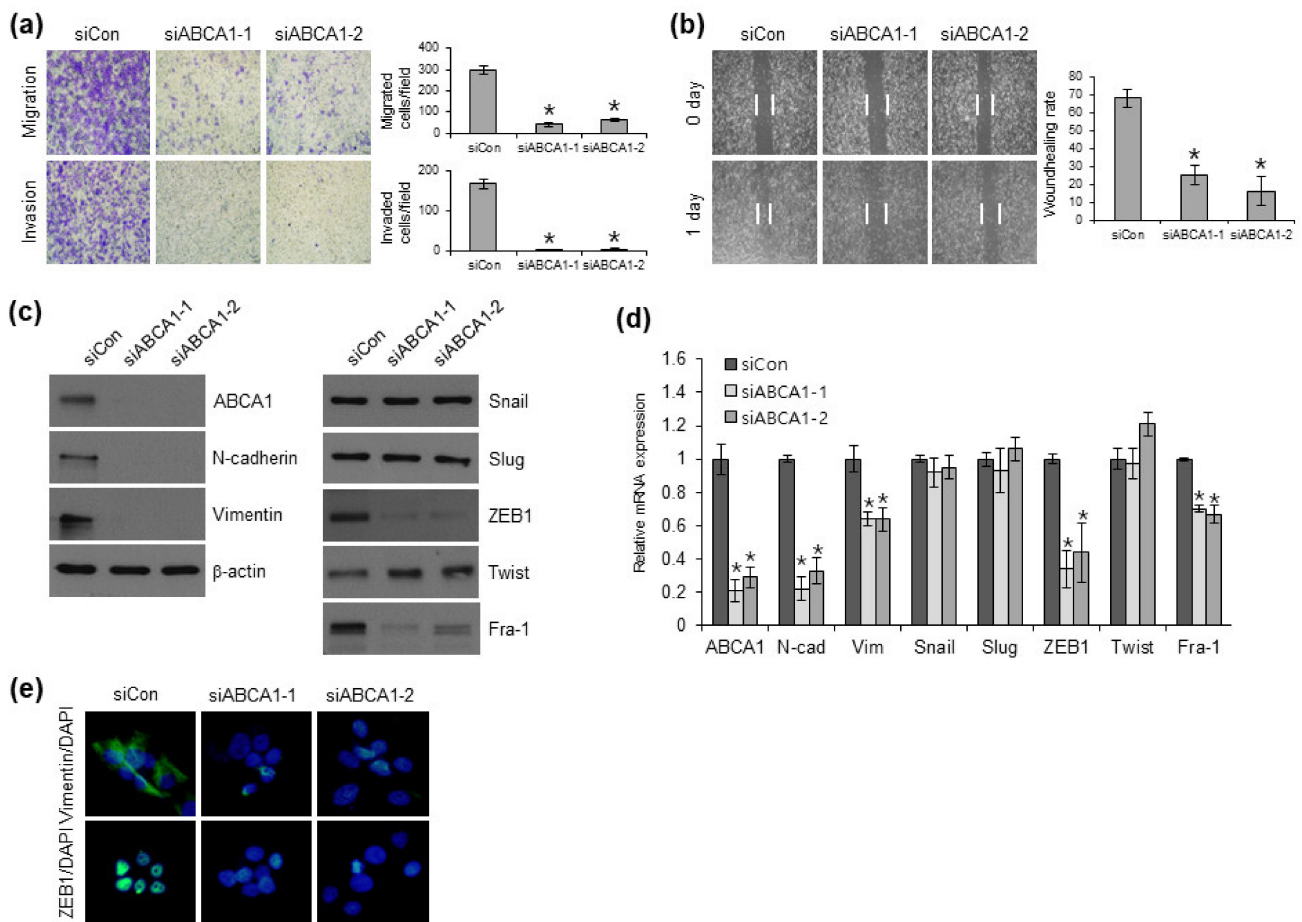 (a)
siCon siABCA1-1 siABCA1-2
Migration
Invasion
Migrated
cells/field
400
300
200
100
0
siCon siABCA1-1 siABCA1-2
* *
Invaded
cells/field
200
100
0
siCon siABCA1-1 siABCA1-2
* *
(b)
siCon siABCA1-1 siABCA1-2
0 day
1 day
Woundhealing rate
80
70
60
50
40
30
20
10
0
* *
siCon siABCA1-1 siABCA1-2
(c)
siCon siABCA1-1 siABCA1-2
ABCA1
N-cadherin
Vimentin
β-actin
siCon siABCA1-1 siABCA1-2
Snail
Slug
ZEB1
Twist
Fra-1
(d)
Relative mRNA expression
1.6
1.4
1.2
1
0.8
0.6
0.4
0.2
0
siCon
siABCA1-1
siABCA1-2
* * * * * * * * * *
ABCA1 N-cad Vim Snail Slug ZEB1 Twist Fra-1
(e)
siCon siABCA1-1 siABCA1-2
Vimentin/DAPI
ZEB1/DAPI